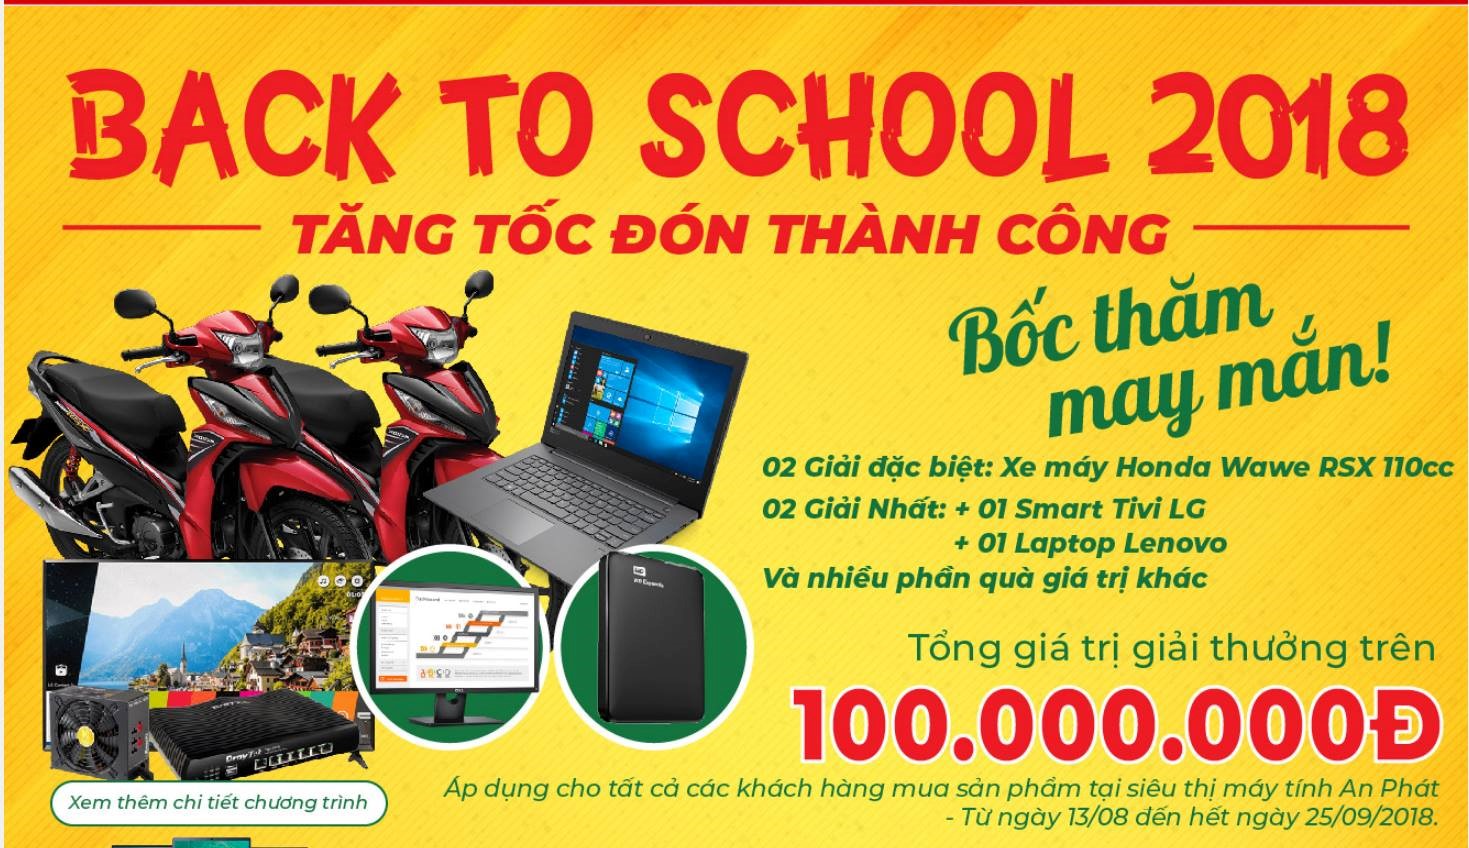 BACK TO SCHOOL 2018
TĂNG TỐC ĐÓN THÀNH CÔNG
Bốc thăm
may mắn!
02 Giải đặc biệt: Xe máy Honda Wawe RSX 110cc
02 Giải Nhất: + 01 Smart Tivi LG
+ 01 Laptop Lenovo
Và nhiều phần quà giá trị khác
Tổng giá trị giải thưởng trên
100.000.000Đ
Áp dụng cho tất cả các khách hàng mua sản phẩm tại siêu thị máy tính An Phát
- Từ ngày 13/08 đến hết ngày 25/09/2018.
Xem thêm chi tiết chương trình